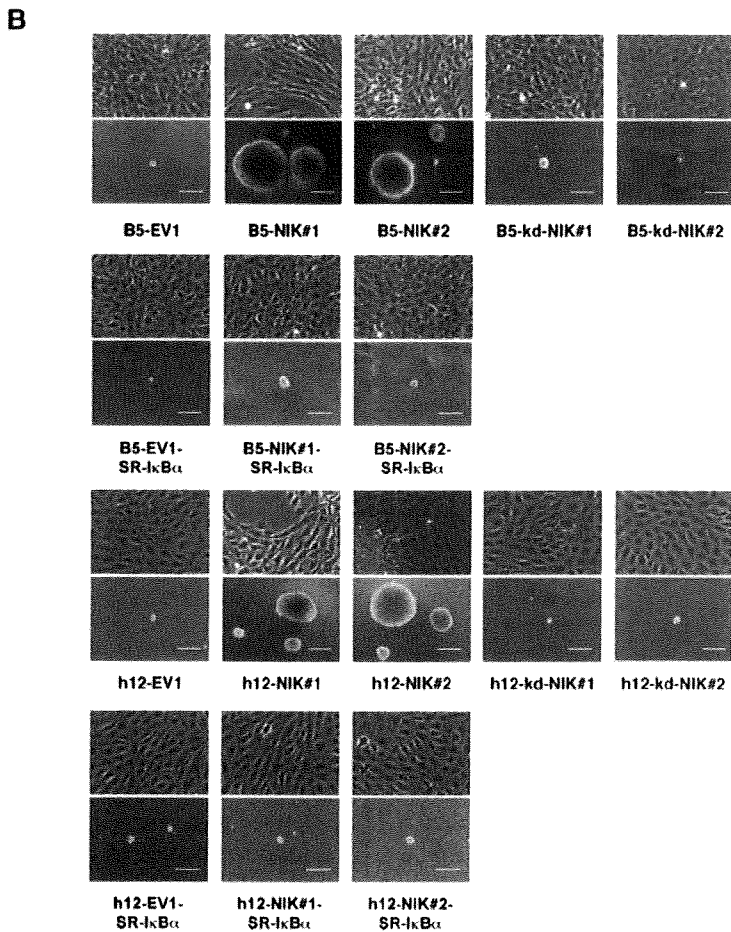 B
B5-EV1 B5-NIK#1 B5-NIK#2 B5-kd-NIK#1 B5-kd-NIK#2
B5-EV1- B5-NIK#1- B5-NIK#2-
SR-IκBα SR-IκBα SR-IκBα
h12-EV1 h12-NIK#1 h12-NIK#2 h12-kd-NIK#1 h12-kd-NIK#2
h12-EV1- h12-NIK#1- h12-NIK#2-
SR-IκBα SR-IκBα SR-IκBα